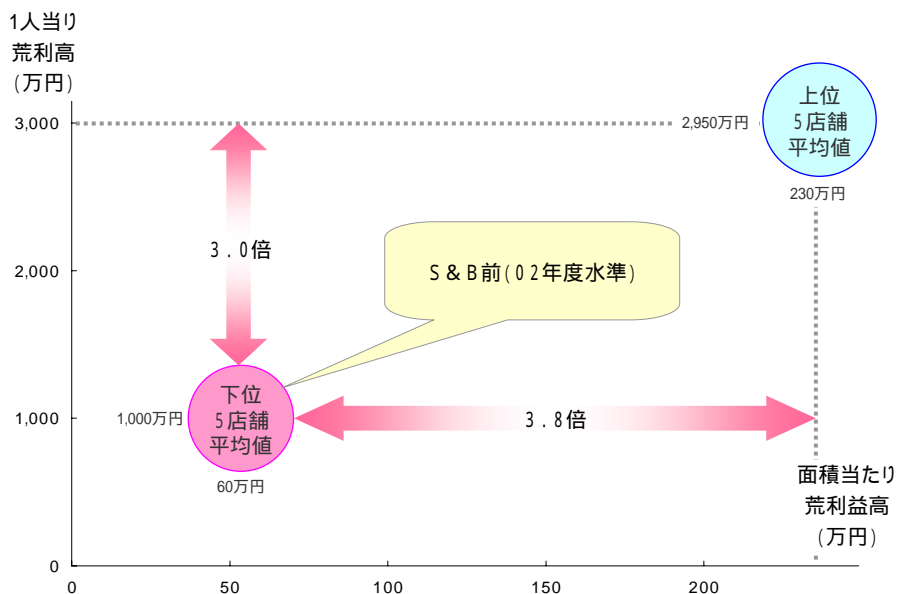 1人当り
荒利高
(万円)
3,000
2,950万円
上位
5店舗
平均値
230万円
3.0倍
S&B前(02年度水準)
2,000
下位
5店舗
平均値
1,000
1,000万円
3.8倍
60万円
面積当たり
荒利益高
(万円)
0
0
50
100
150
200